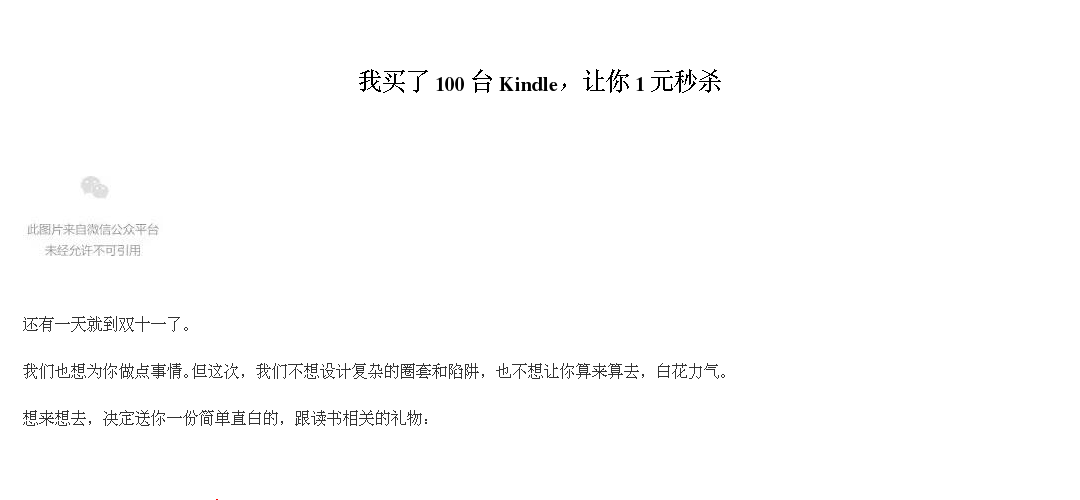 我买了 100 台 Kindle，让你 1 元秒杀
此图片来自微信公众平台
未经允许不可引用
还有一天就到双十一了。
我们也想为你做点事情。但这次，我们不想设计复杂的圈套和陷阱，也不想让你算来算去，白花力气。
想来想去，决定送你一份简单直白的，跟读书相关的礼物：